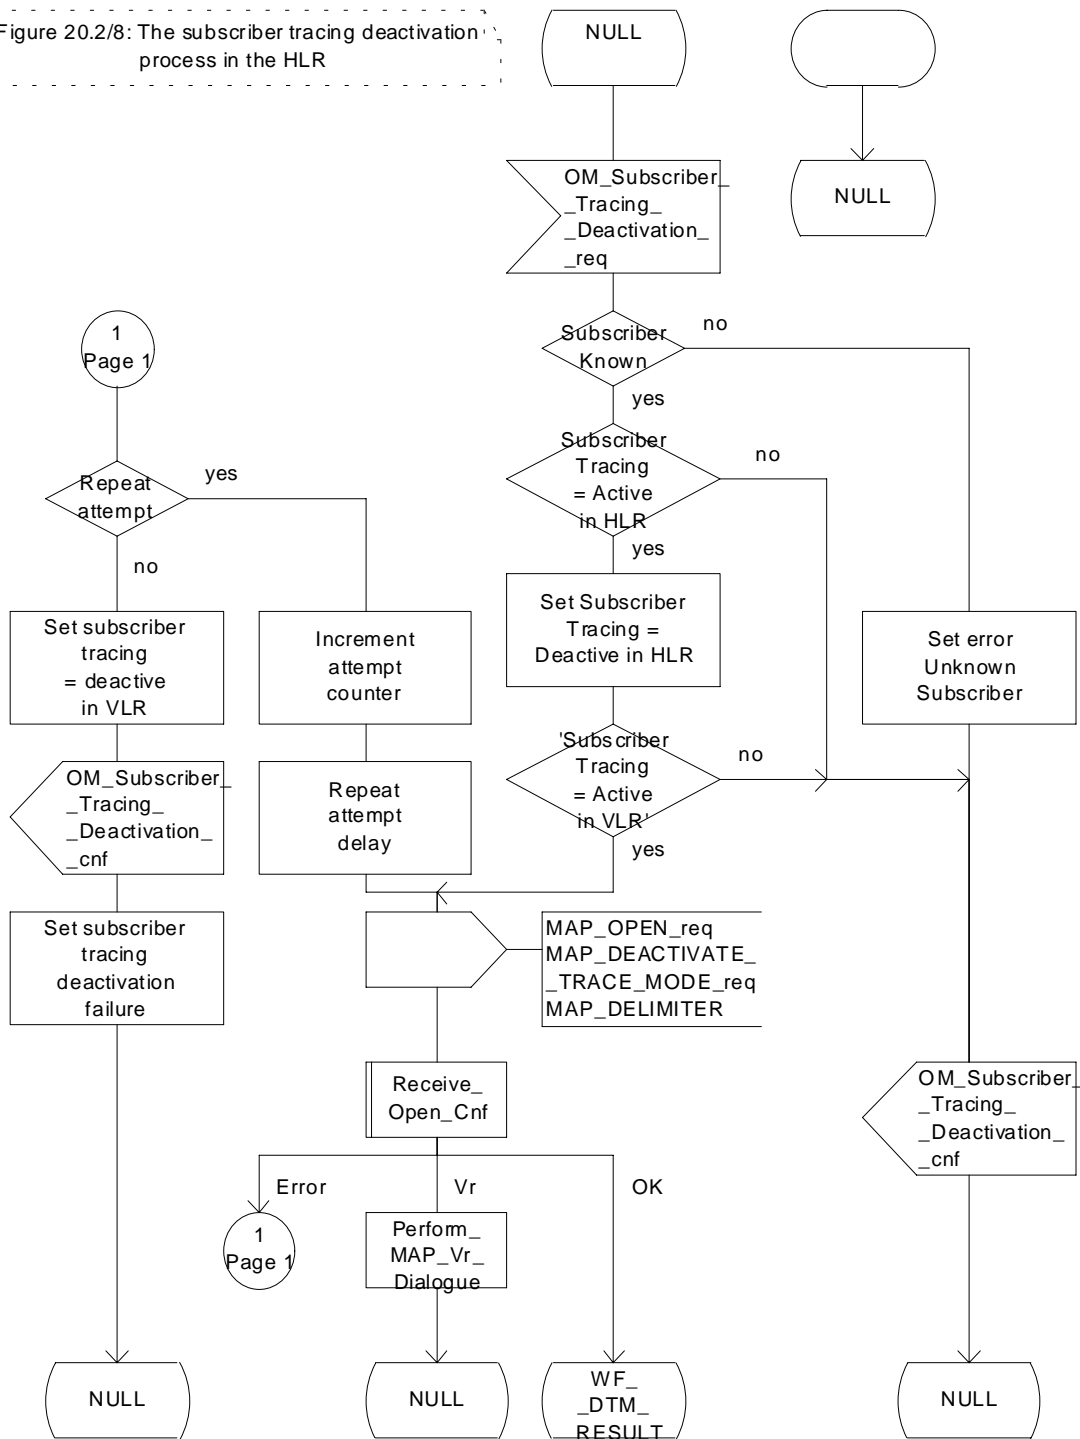 Figure 20.2/8: The subscriber tracing deactivation
process in the HLR
NULL
OM_Subscriber_
_Tracing_
_Deactivation_
_req
NULL
1
Page 1
Subscriber
Known
no
yes
Subscriber
Tracing
= Active
in HLR
no
yes
Repeat
attempt
yes
no
Set subscriber
tracing
= deactive
in VLR
Increment
attempt
counter
Set Subscriber
Tracing =
Deactive in HLR
Set error
Unknown
Subscriber
'Subscriber
Tracing
= Active
in VLR'
no
yes
OM_Subscriber_
_Tracing_
_Deactivation_
_cnf
Repeat
attempt
delay
Set subscriber
tracing
deactivation
failure
MAP_OPEN_req
MAP_DEACTIVATE_
_TRACE_MODE_req
MAP_DELIMITER
Receive_
Open_Cnf
OM_Subscriber_
_Tracing_
_Deactivation_
_cnf
Error
Vr
OK
1
Page 1
Perform_
MAP_Vr_
Dialogue
NULL
NULL
WF_
_DTM_
RESULT
NULL